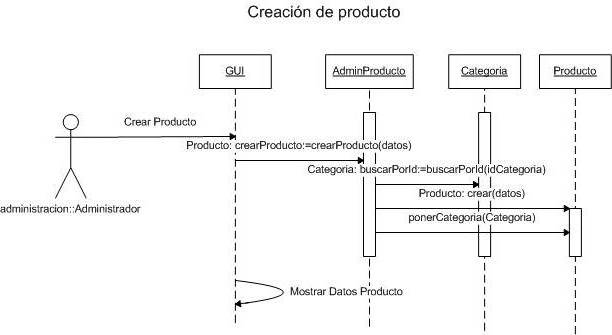 Creación de producto
GUI
AdminProducto
Categoria
Producto
Crear Producto
Producto: crearProducto:=crearProducto(datos)
Categoria: buscarPorId:=buscarPorId(idCategoria)
Producto: crear(datos)
administracion::Administrador
ponerCategoria(Categoria)
Mostrar Datos Producto